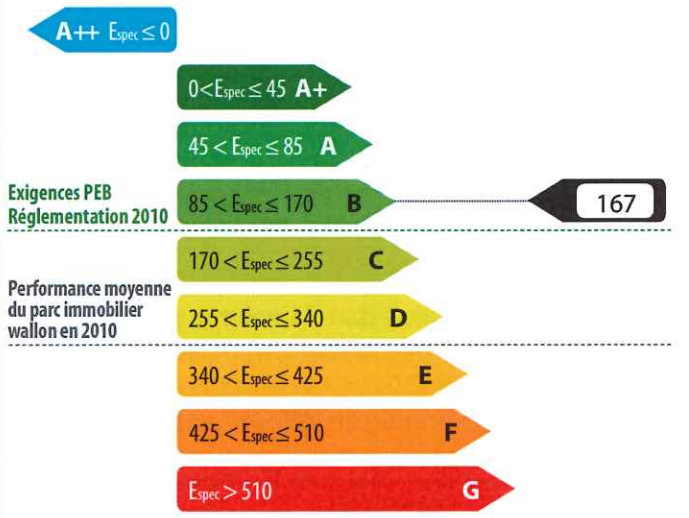 A++ Espec ≤ 0
0 < Espec ≤ 45 A+
45 < Espec ≤ 85 A
Exigences PEB
Réglementation 2010
85 < Espec ≤ 170 B
167
170 < Espec ≤ 255 C
Performance moyenne
du parc immobilier
wallon en 2010
255 < Espec ≤ 340 D
340 < Espec ≤ 425 E
425 < Espec ≤ 510 F
Espec > 510 G